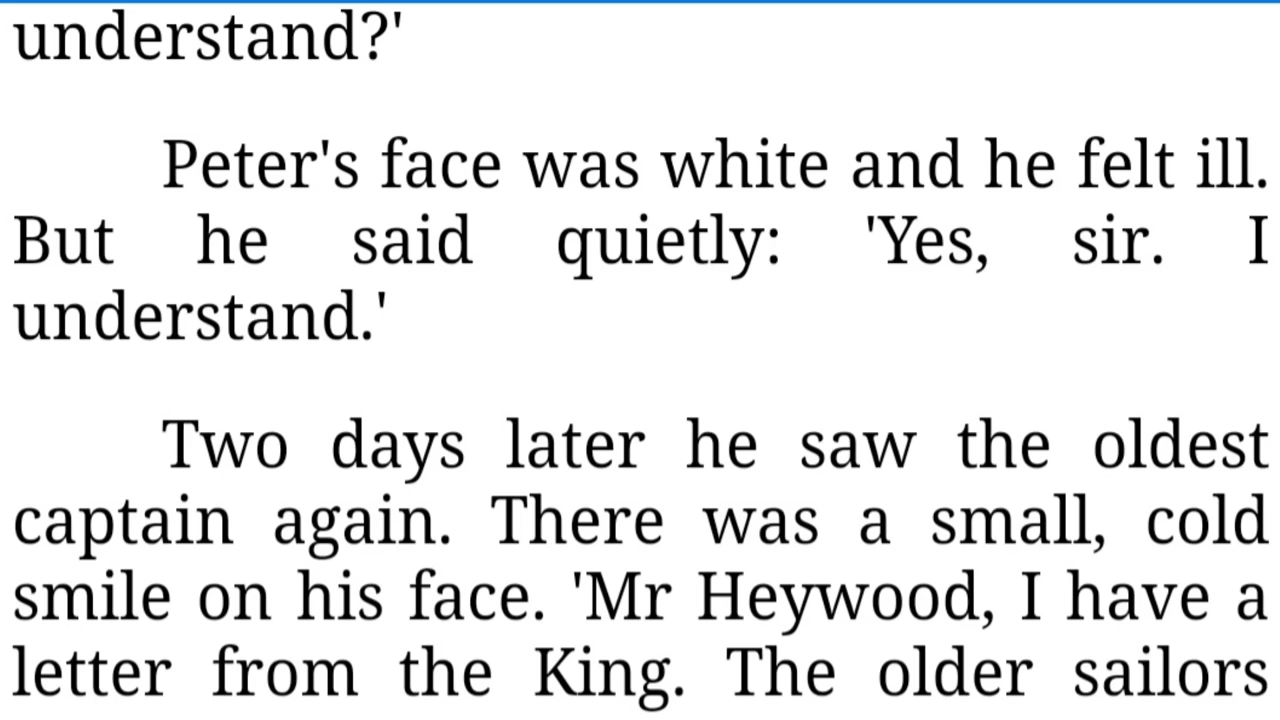 understand?'
Peter's face was white and he felt ill.
But he said quietly: 'Yes, sir. I
understand.'
Two days later he saw the oldest
captain again. There was a small, cold
smile on his face. 'Mr Heywood, I have a
letter from the King. The older sailors